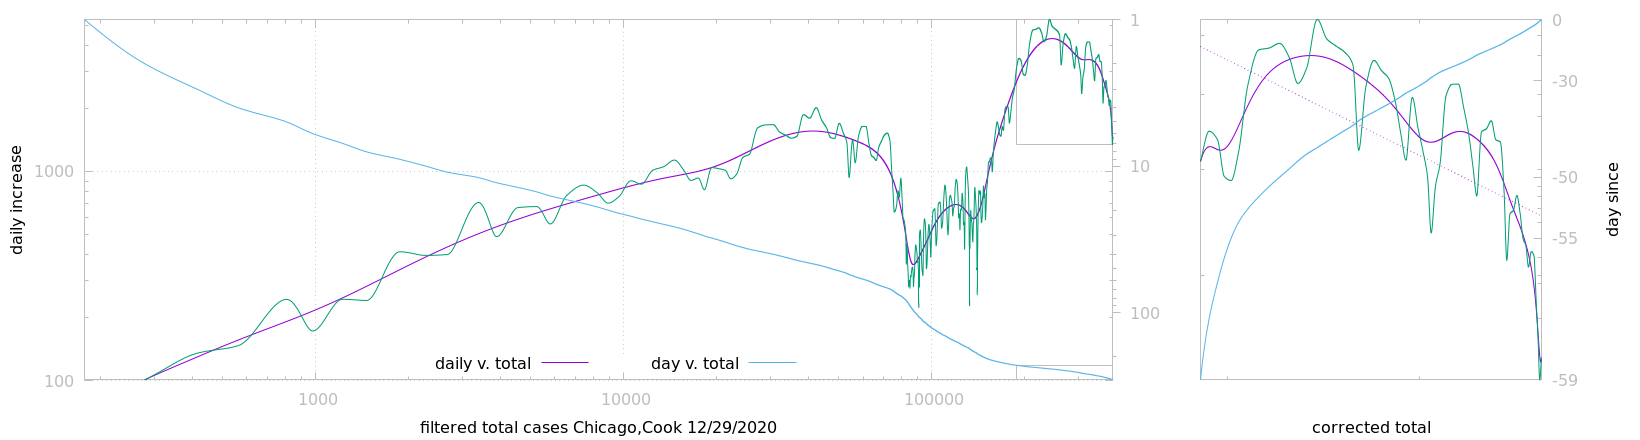 daily increase
1000
100
1000
10000
100000
filtered total cases Chicago,Cook 12/29/2020
daily v. total
day v. total
1
10
100
0
-30
-50
-55
-59
day since
corrected total